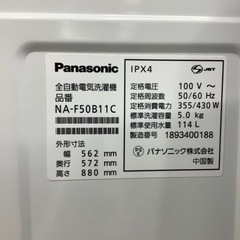 Panasonic
全自動電気洗濯機
品番
NA-F50B11C
外形寸法
幅 562 mm
奥行 572 mm
高さ 880 mm
IPX4
JET
定格電圧 100 V ～
定格周波数 50/60 Hz
定格消費電力 355/430 W
標準洗濯容量 5.0 kg
標準使用水量 114 L
製造番号 1893400188
パナソニック株式会社
中国製